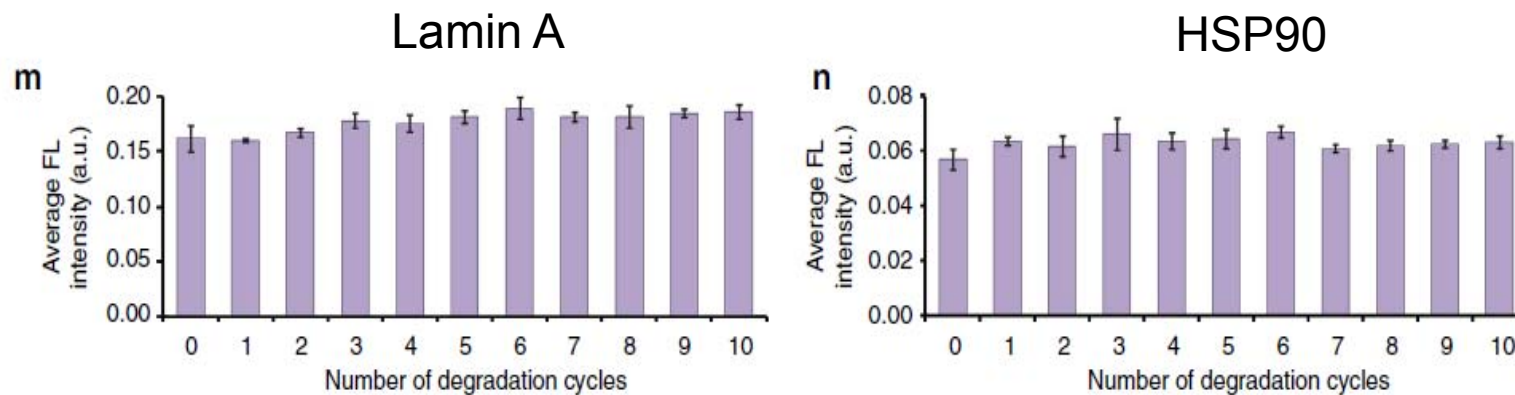 Lamin A
m
Average FL
intensity (a.u.)
0.20
0.15
0.10
0.05
0.00
0 1 2 3 4 5 6 7 8 9 10
Number of degradation cycles
HSP90
n
Average FL
intensity (a.u.)
0.08
0.06
0.04
0.02
0.00
0 1 2 3 4 5 6 7 8 9 10
Number of degradation cycles